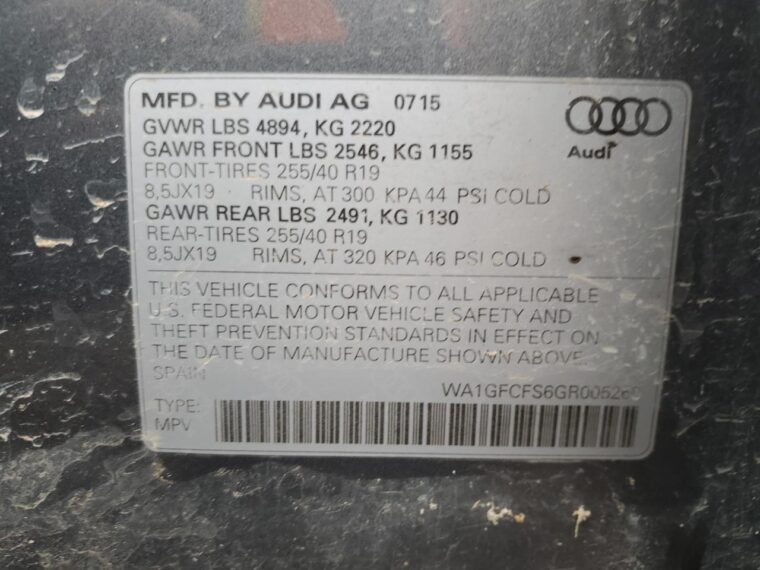 MFD. BY AUDI AG 0715
GVWR LBS 4894, KG 2220
GAWR FRONT LBS 2546, KG 1155
FRONT-TIRES 255/40 R19
8,5JX19 RIMS, AT 300 KPA 44 PSI COLD
GAWR REAR LBS 2491, KG 1130
REAR-TIRES 255/40 R19
8,5JX19 RIMS, AT 320 KPA 46 PSI COLD
Audi
THIS VEHICLE CONFORMS TO ALL APPLICABLE
U.S. FEDERAL MOTOR VEHICLE SAFETY AND
THEFT PREVENTION STANDARDS IN EFFECT ON
THE DATE OF MANUFACTURE SHOWN ABOVE.
SPAIN
TYPE:
MPV